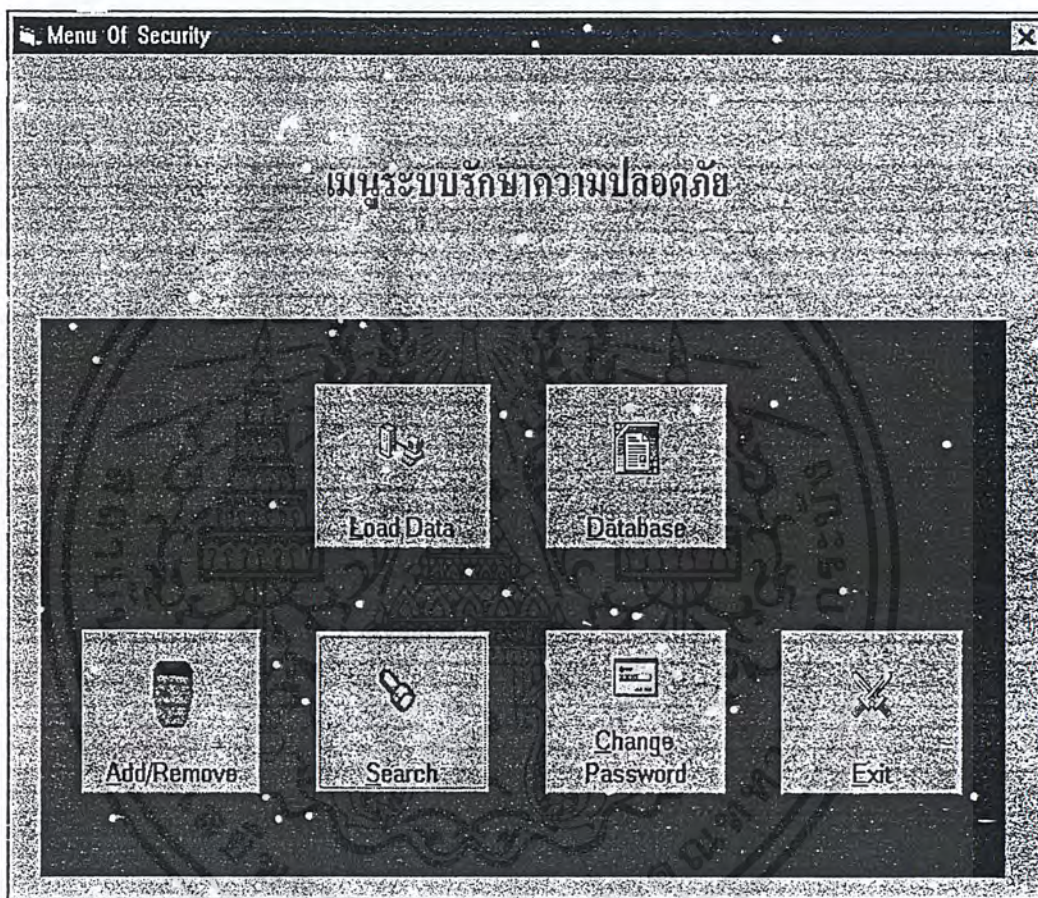 Menu Of Security
เมนูระบบรักษาความปลอดภัย
Load Data
Database
Add/Remove
Search
Change
Password
Exit